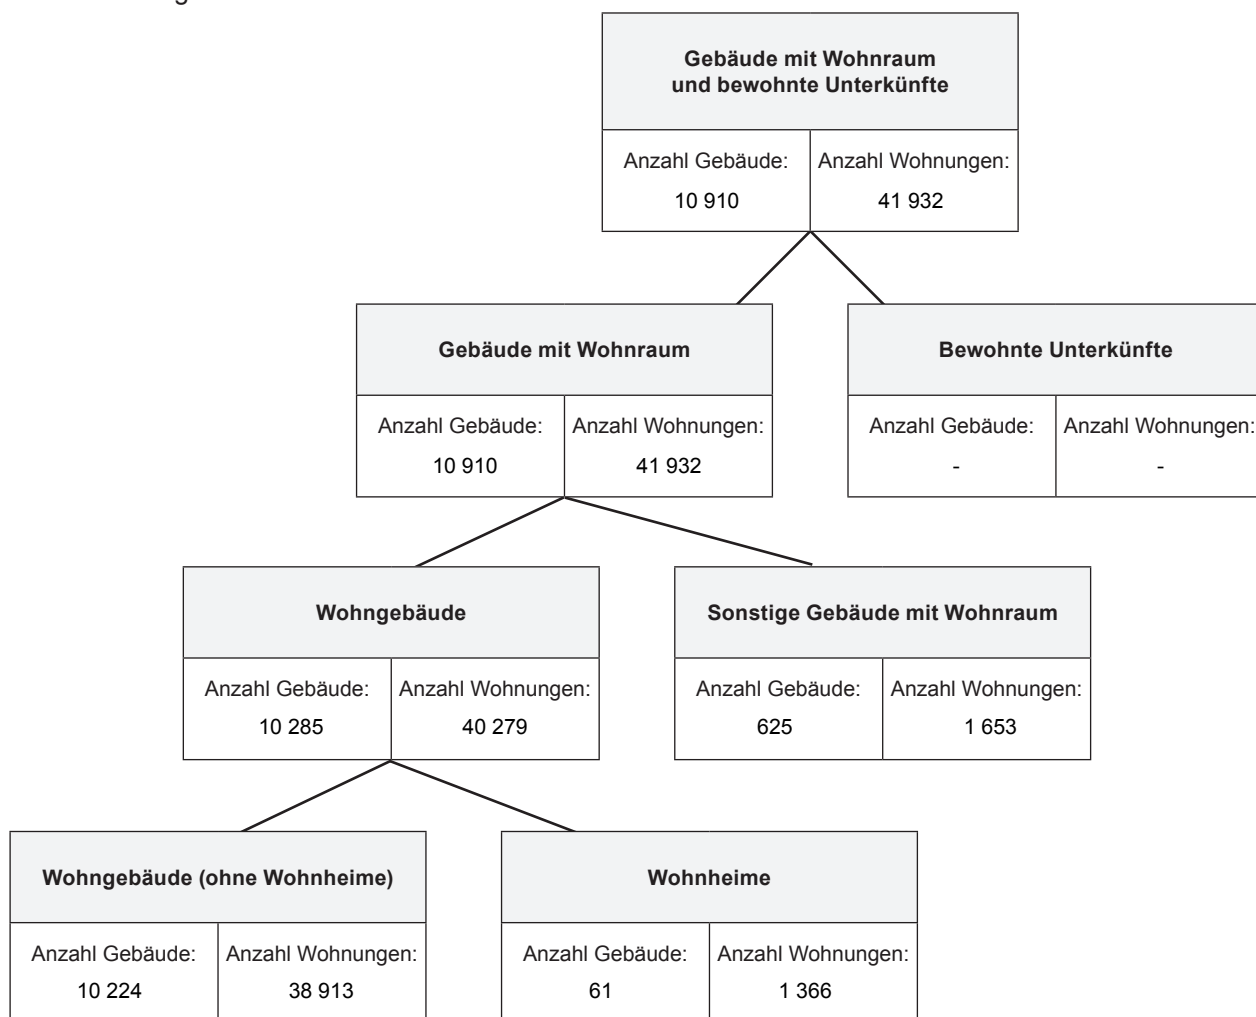 Gebäude mit Wohnraum
und bewohnte Unterkünfte
Anzahl Gebäude: Anzahl Wohnungen:
10 910 41 932
Gebäude mit Wohnraum
Anzahl Gebäude: Anzahl Wohnungen:
10 910 41 932
Bewohnte Unterkünfte
Anzahl Gebäude: Anzahl Wohnungen:
- -
Wohngebäude
Anzahl Gebäude: Anzahl Wohnungen:
10 285 40 279
Sonstige Gebäude mit Wohnraum
Anzahl Gebäude: Anzahl Wohnungen:
625 1 653
Wohngebäude (ohne Wohnheime)
Anzahl Gebäude: Anzahl Wohnungen:
10 224 38 913
Wohnheime
Anzahl Gebäude: Anzahl Wohnungen:
61 1 366